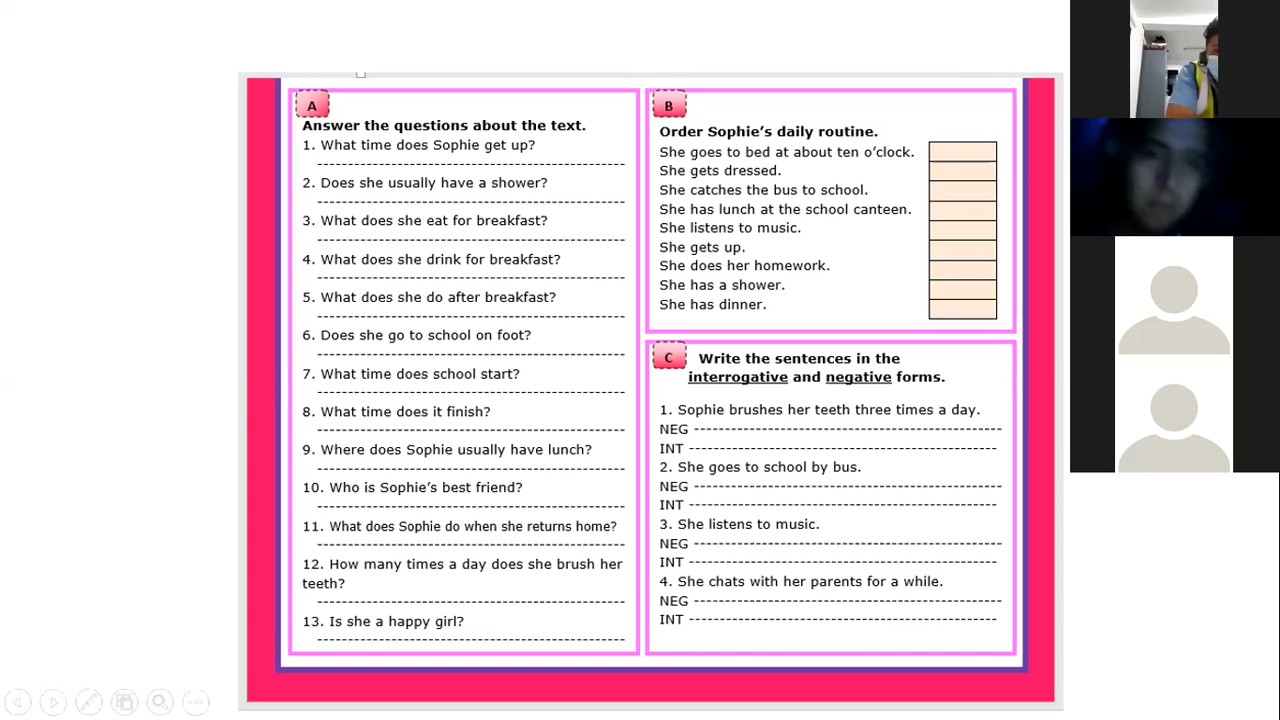 A
Answer the questions about the text.
1. What time does Sophie get up?
2. Does she usually have a shower?
3. What does she eat for breakfast?
4. What does she drink for breakfast?
5. What does she do after breakfast?
6. Does she go to school on foot?
7. What time does school start?
8. What time does it finish?
9. Where does Sophie usually have lunch?
10. Who is Sophie’s best friend?
11. What does Sophie do when she returns home?
12. How many times a day does she brush her
teeth?
13. Is she a happy girl?
B
Order Sophie’s daily routine.
She goes to bed at about ten o’clock.
She gets dressed.
She catches the bus to school.
She has lunch at the school canteen.
She listens to music.
She gets up.
She does her homework.
She has a shower.
She has dinner.
C
Write the sentences in the
interrogative and negative forms.
1. Sophie brushes her teeth three times a day.
NEG
INT
2. She goes to school by bus.
NEG
INT
3. She listens to music.
NEG
INT
4. She chats with her parents for a while.
NEG
INT